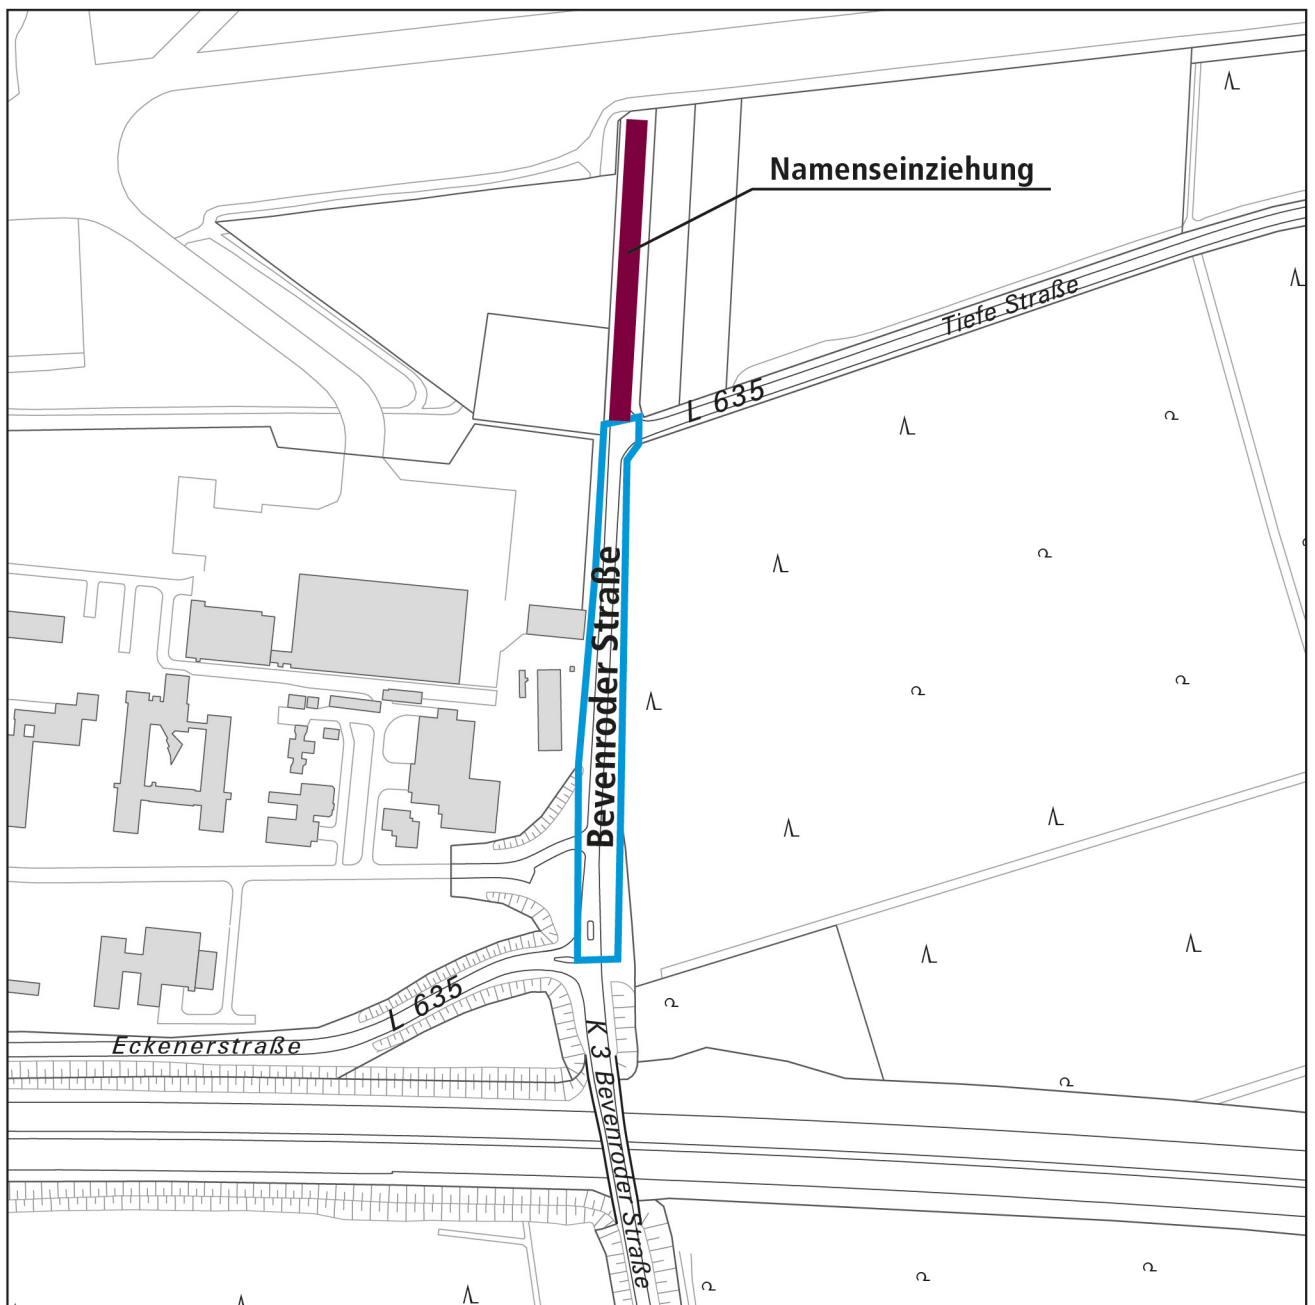 Namenseinziehung
Tiefe Straße
L 635
Bevenroder Straße
L 635
Eckenerstraße
K 3 Bevenroder Straße